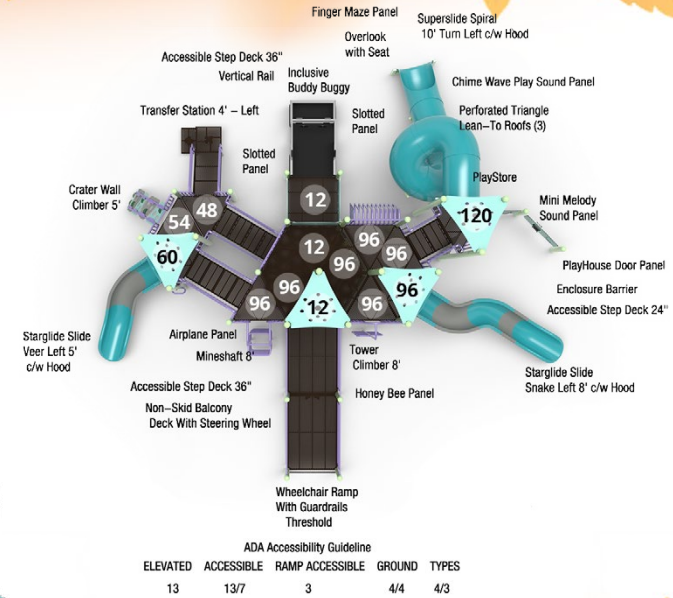 Finger Maze Panel
Superslide Spiral
10' Turn Left c/w Hood
Overlook
with Seat
Accessible Step Deck 36"
Vertical Rail
Inclusive
Buddy Buggy
Chime Wave Play Sound Panel
Transfer Station 4' – Left
Slotted
Panel
Perforated Triangle
Lean–To Roofs (3)
Slotted
Panel
PlayStore
Crater Wall
Climber 5'
Mini Melody
Sound Panel
12
48
54
120
60
12
96
96
96
PlayHouse Door Panel
Enclosure Barrier
96
96
12
96
96
Accessible Step Deck 24"
Starglide Slide
Veer Left 5'
c/w Hood
Airplane Panel
Mineshaft 8'
Tower
Climber 8'
Starglide Slide
Snake Left 8' c/w Hood
Accessible Step Deck 36"
Honey Bee Panel
Non–Skid Balcony
Deck With Steering Wheel
Wheelchair Ramp
With Guardrails
Threshold
ADA Accessibility Guideline
ELEVATED ACCESSIBLE RAMP ACCESSIBLE GROUND TYPES
13 13/7 3 4/4 4/3